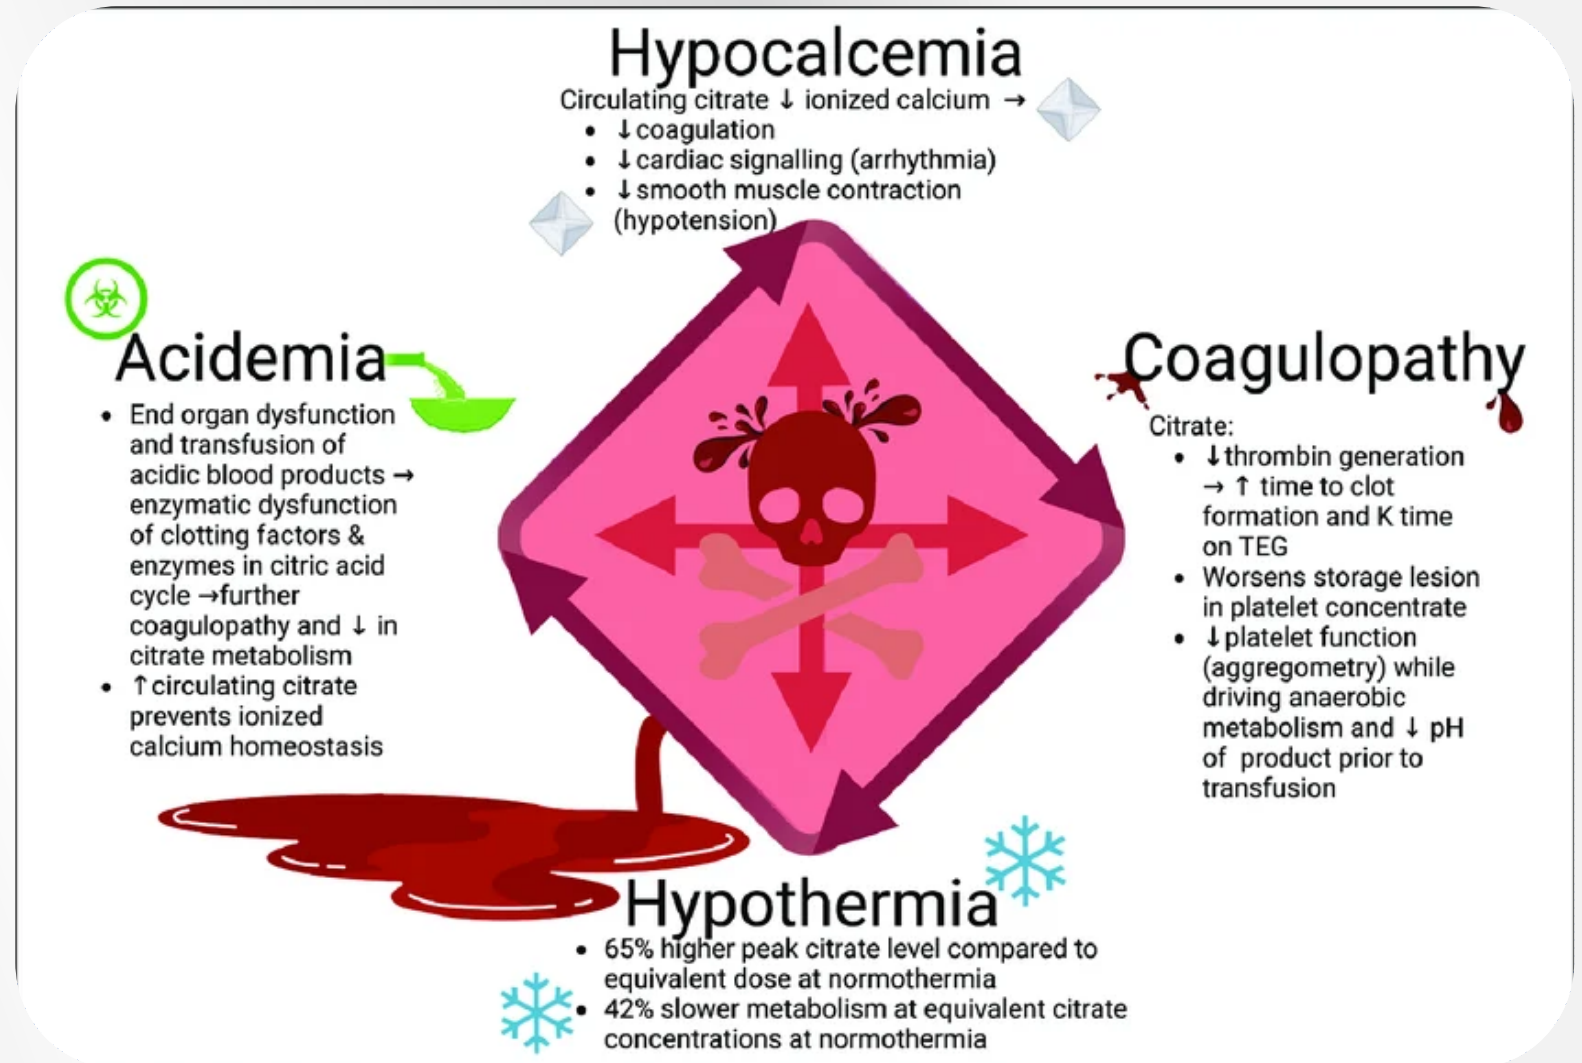 Hypocalcemia
Circulating citrate ↓ ionized calcium →
• ↓coagulation
• ↓cardiac signalling (arrhythmia)
• ↓smooth muscle contraction
(hypotension)
Acidemia
• End organ dysfunction
and transfusion of
acidic blood products →
enzymatic dysfunction
of clotting factors &
enzymes in citric acid
cycle →further
coagulopathy and ↓ in
citrate metabolism
• ↑circulating citrate
prevents ionized
calcium homeostasis
Coagulopathy
Citrate:
• ↓thrombin generation
→ ↑ time to clot
formation and K time
on TEG
• Worsens storage lesion
in platelet concentrate
• ↓platelet function
(aggregometry) while
driving anaerobic
metabolism and ↓ pH
of product prior to
transfusion
Hypothermia
• 65% higher peak citrate level compared to
equivalent dose at normothermia
• 42% slower metabolism at equivalent citrate
concentrations at normothermia